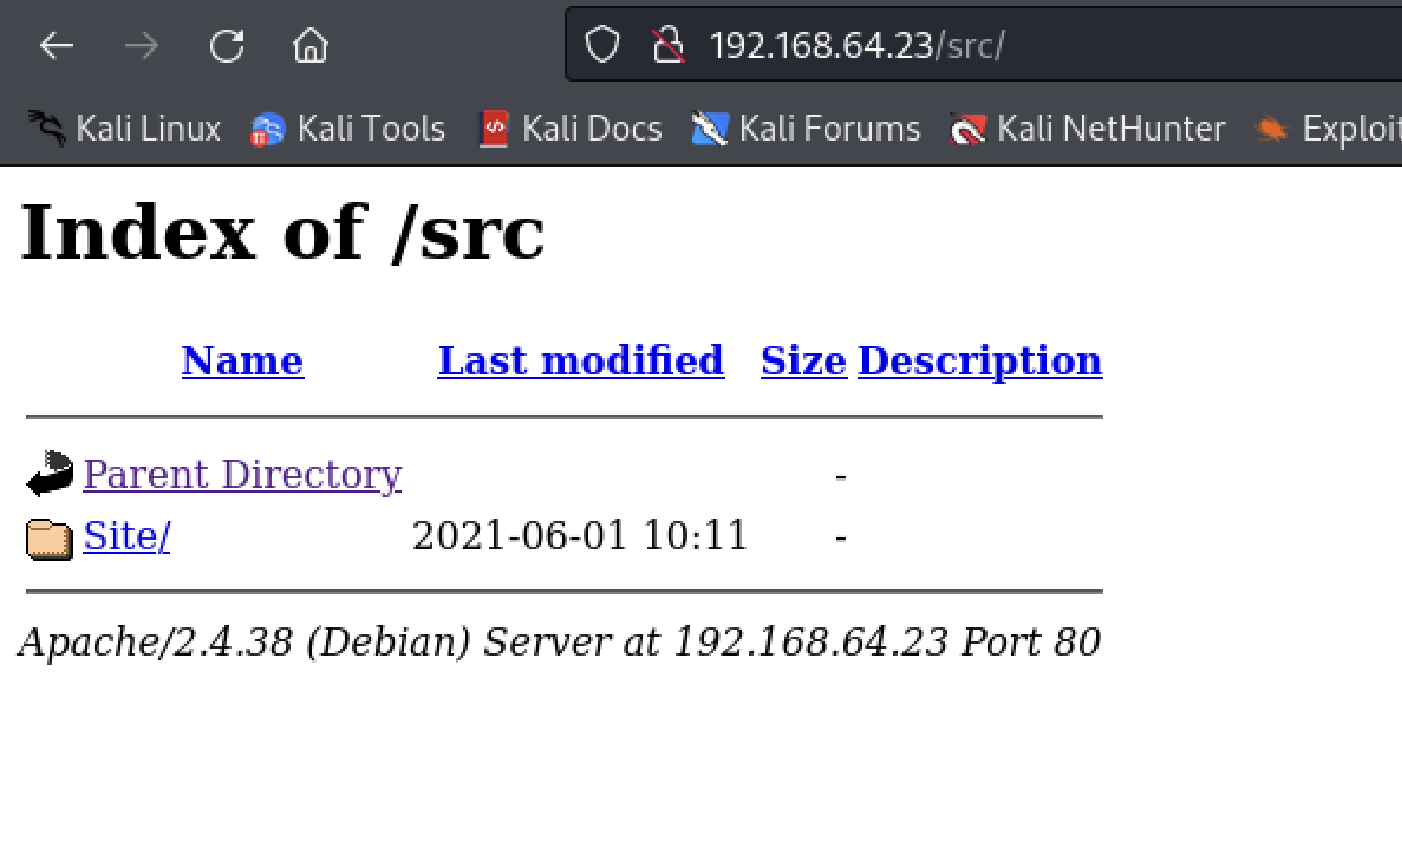 192.168.64.23/src/
Kali Linux Kali Tools Kali Docs Kali Forums Kali NetHunter Exploit
Index of /src
Name Last modified Size Description
Parent Directory -
Site/ 2021-06-01 10:11 -
Apache/2.4.38 (Debian) Server at 192.168.64.23 Port 80